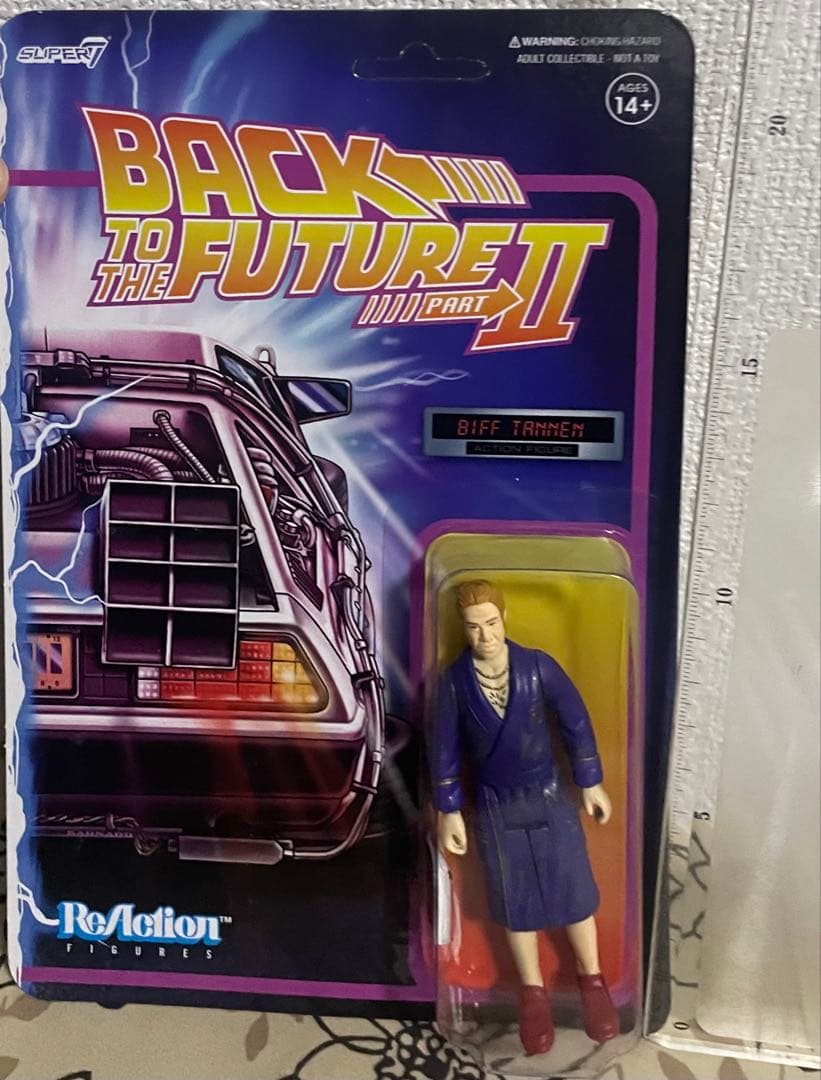 SUPER7
WARNING: CHOKING HAZARD
ADULT COLLECTIBLE - NOT A TOY
AGES
14+
BACK
TO
THE
FUTURE
PART
II
BIFF TANNEN
ACTION FIGURE
ReAction™
FIGURES
20
15
10
5
0